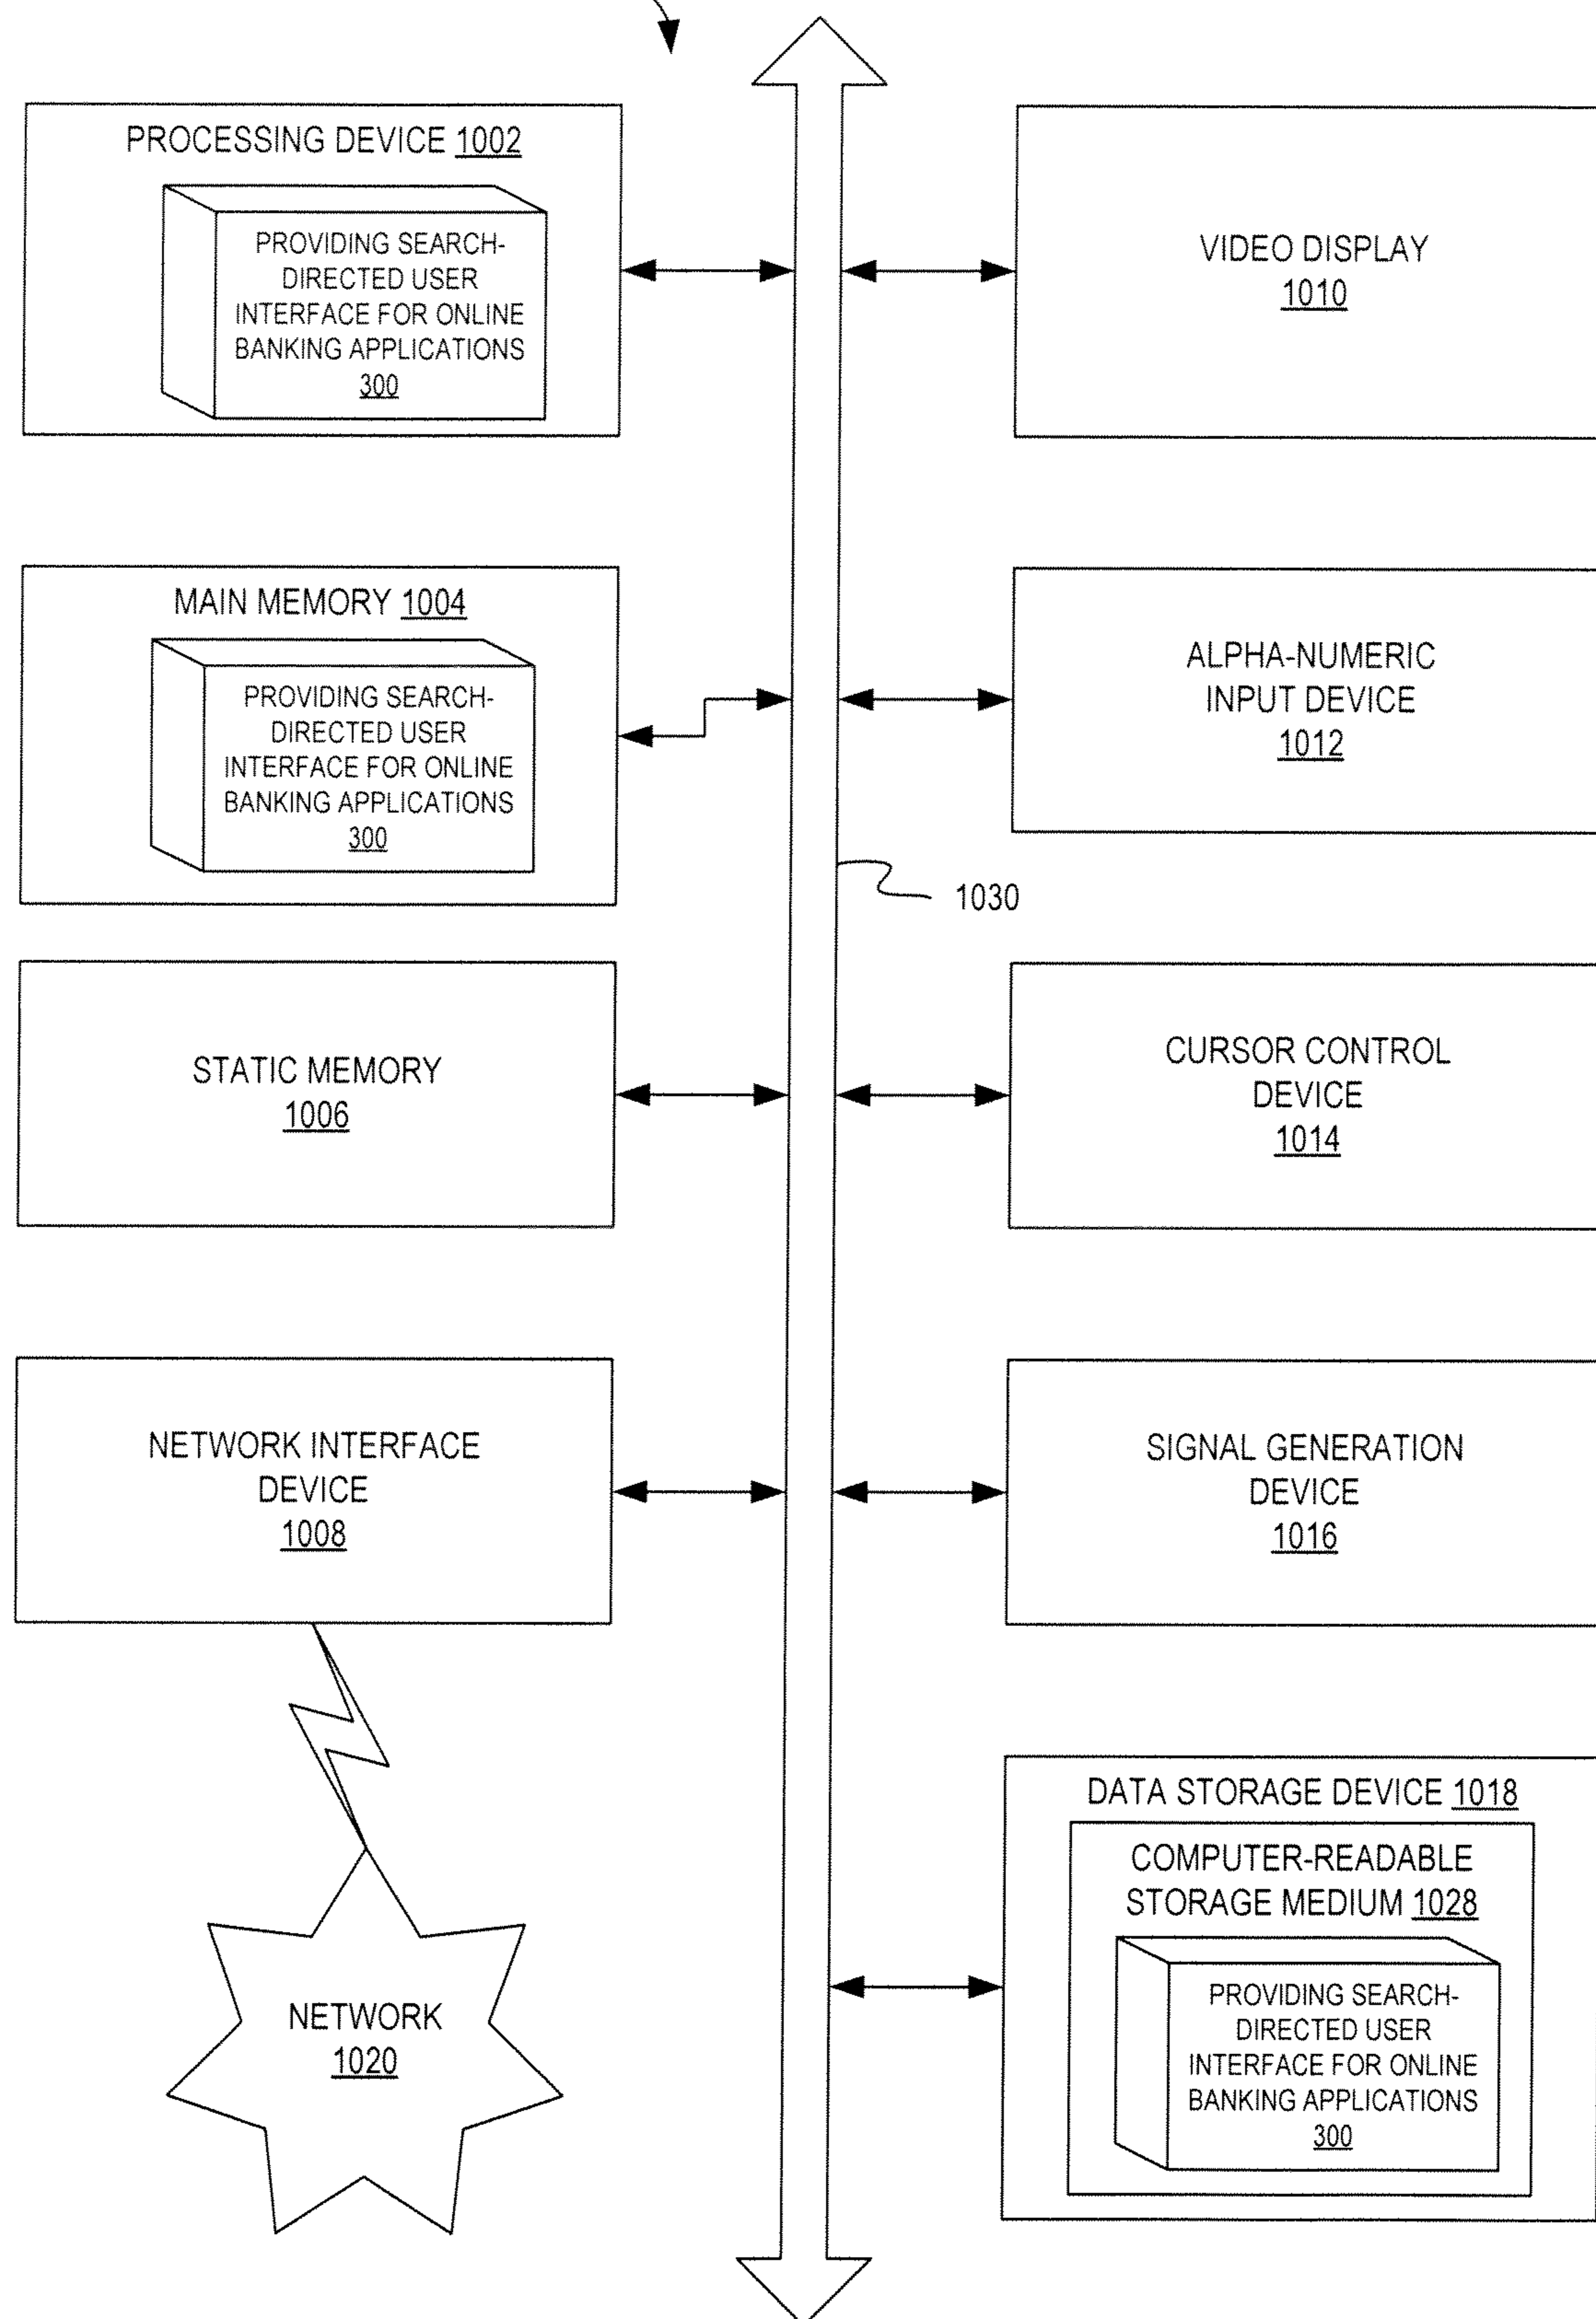 PROCESSING DEVICE 1002
PROVIDING SEARCH-
DIRECTED USER
INTERFACE FOR ONLINE
BANKING APPLICATIONS
300
VIDEO DISPLAY
1010
MAIN MEMORY 1004
PROVIDING SEARCH-
DIRECTED USER
INTERFACE FOR ONLINE
BANKING APPLICATIONS
300
ALPHA-NUMERIC
INPUT DEVICE
1012
1030
STATIC MEMORY
1006
CURSOR CONTROL
DEVICE
1014
NETWORK INTERFACE
DEVICE
1008
SIGNAL GENERATION
DEVICE
1016
NETWORK
1020
DATA STORAGE DEVICE 1018
COMPUTER-READABLE
STORAGE MEDIUM 1028
PROVIDING SEARCH-
DIRECTED USER
INTERFACE FOR ONLINE
BANKING APPLICATIONS
300